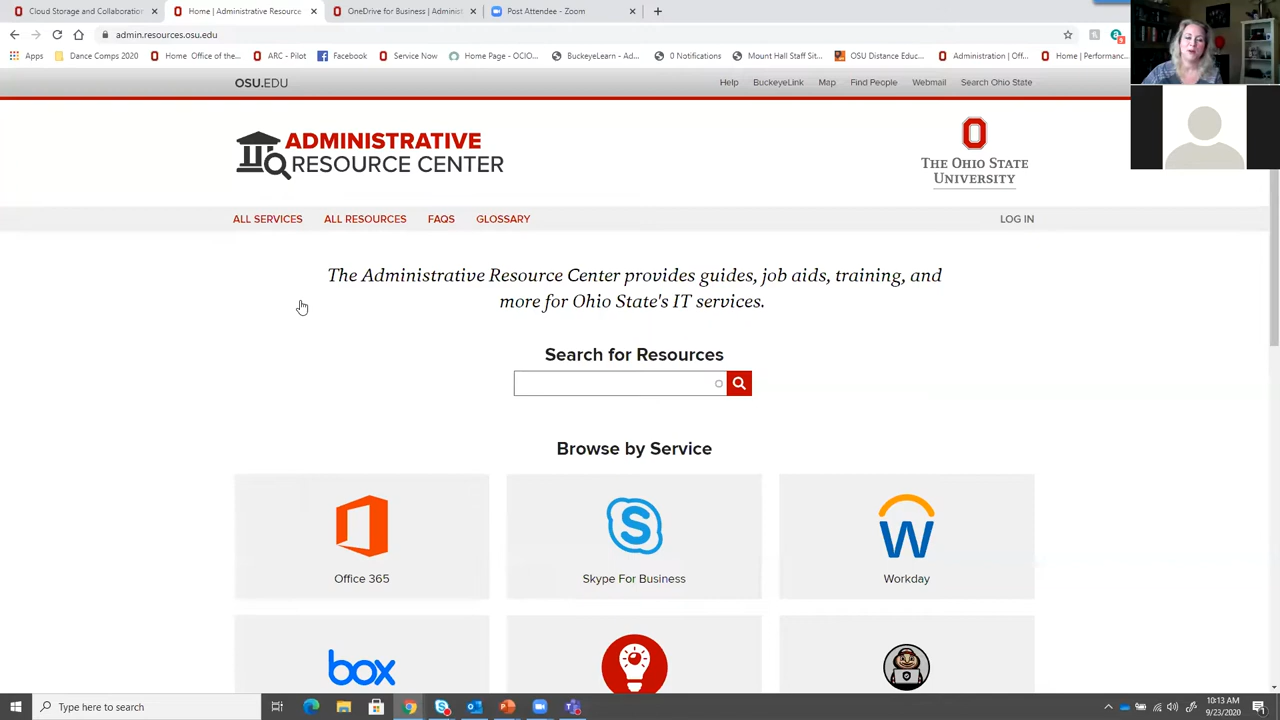 Cloud Storage and Collaboration
Home | Administrative Resource
OneDrive for Business | Administ
Post Attendee - Zoom
admin.resources.osu.edu
Apps
Dance Comps 2020
Home Office of the...
ARC - Pilot
Facebook
Service Now
Home Page - OCIO...
BuckeyeLearn - Ad...
0 Notifications
Mount Hall Staff Sit...
OSU Distance Educ...
Administration | Off...
Home | Performanc...
OSU.EDU
Help
BuckeyeLink
Map
Find People
Webmail
Search Ohio State
ADMINISTRATIVE
RESOURCE CENTER
THE OHIO STATE
UNIVERSITY
ALL SERVICES
ALL RESOURCES
FAQS
GLOSSARY
LOG IN
The Administrative Resource Center provides guides, job aids, training, and
more for Ohio State's IT services.
Search for Resources
Browse by Service
Office 365
Skype For Business
Workday
box
Type here to search
10:13 AM
9/23/2020